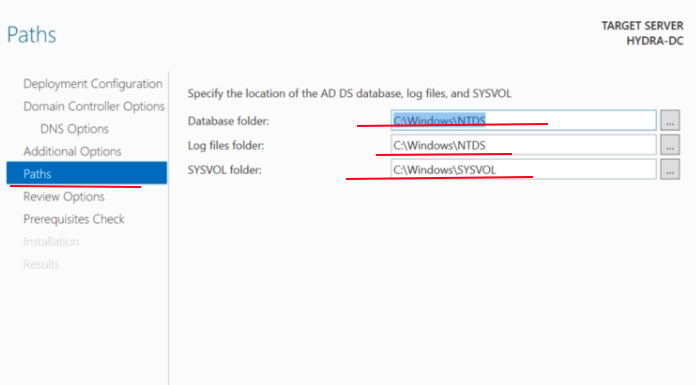 Paths
TARGET SERVER
HYDRA-DC
Deployment Configuration
Domain Controller Options
DNS Options
Additional Options
Paths
Review Options
Prerequisites Check
Installation
Results
Specify the location of the AD DS database, log files, and SYSVOL
Database folder: C:\Windows\NTDS ...
Log files folder: C:\Windows\NTDS ...
SYSVOL folder: C:\Windows\SYSVOL ...